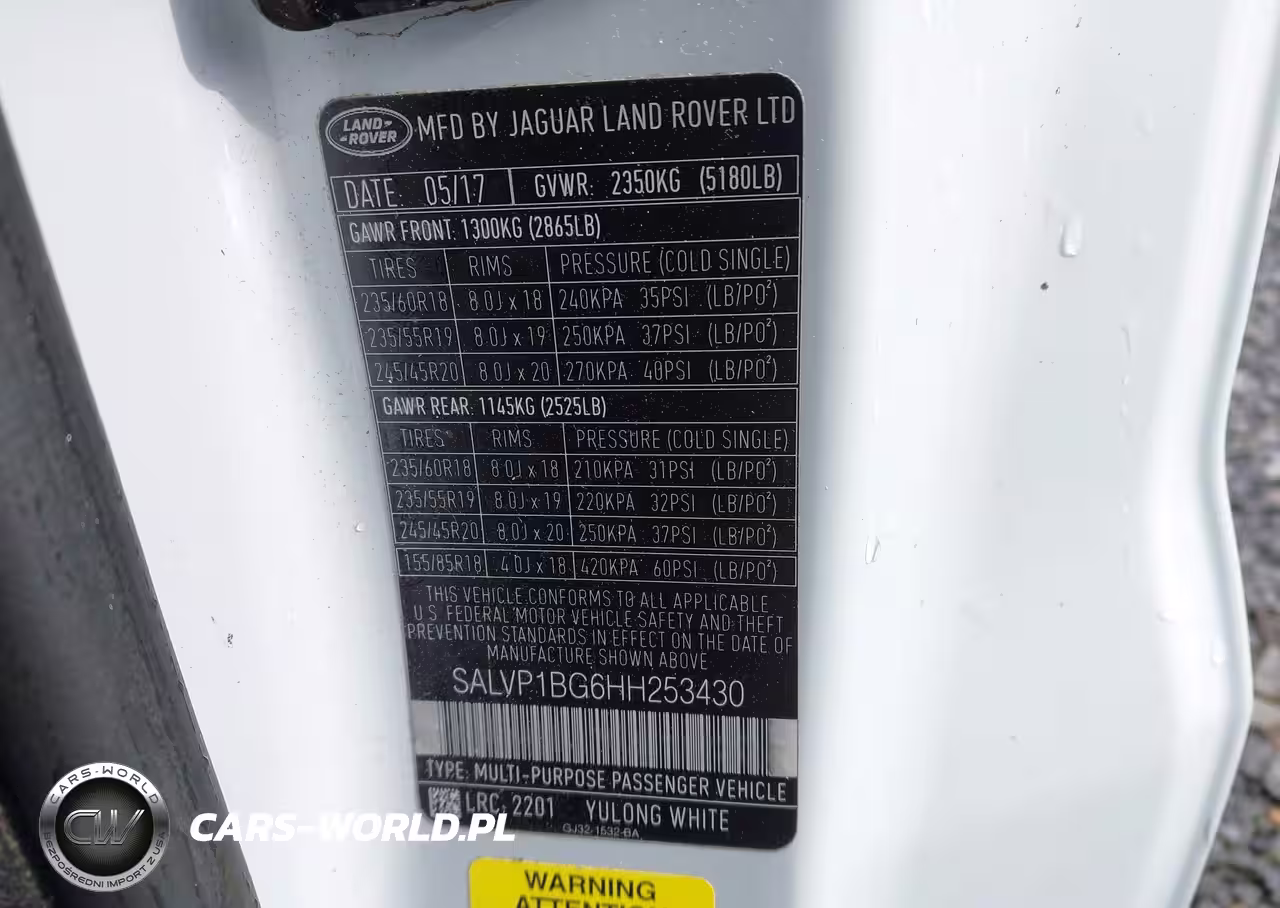 LAND-
-ROVER
MFD BY JAGUAR LAND ROVER LTD
DATE: 05/17 GVWR: 2350KG (5180LB)
GAWR FRONT: 1300KG (2865LB)
TIRES RIMS PRESSURE (COLD SINGLE)
235/60R18 8.0J x 18 240KPA 35PSI (LB/PO²)
235/55R19 8.0J x 19 250KPA 37PSI (LB/PO²)
245/45R20 8.0J x 20 270KPA 40PSI (LB/PO²)
GAWR REAR: 1145KG (2525LB)
TIRES RIMS PRESSURE (COLD SINGLE)
235/60R18 8.0J x 18 210KPA 31PSI (LB/PO²)
235/55R19 8.0J x 19 220KPA 32PSI (LB/PO²)
245/45R20 8.0J x 20 250KPA 37PSI (LB/PO²)
155/85R18 4.0J x 18 420KPA 60PSI (LB/PO²)
THIS VEHICLE CONFORMS TO ALL APPLICABLE
U.S. FEDERAL MOTOR VEHICLE SAFETY AND THEFT
PREVENTION STANDARDS IN EFFECT ON THE DATE OF
MANUFACTURE SHOWN ABOVE
SALVP1BG6HH253430
TYPE: MULTI-PURPOSE PASSENGER VEHICLE
LRC. 2201 YULONG WHITE
GJ32-1532-BA
WARNING
ATTENTION
CARS-WORLD
CW
BEZPOŚREDNI IMPORT Z USA
CARS-WORLD.PL